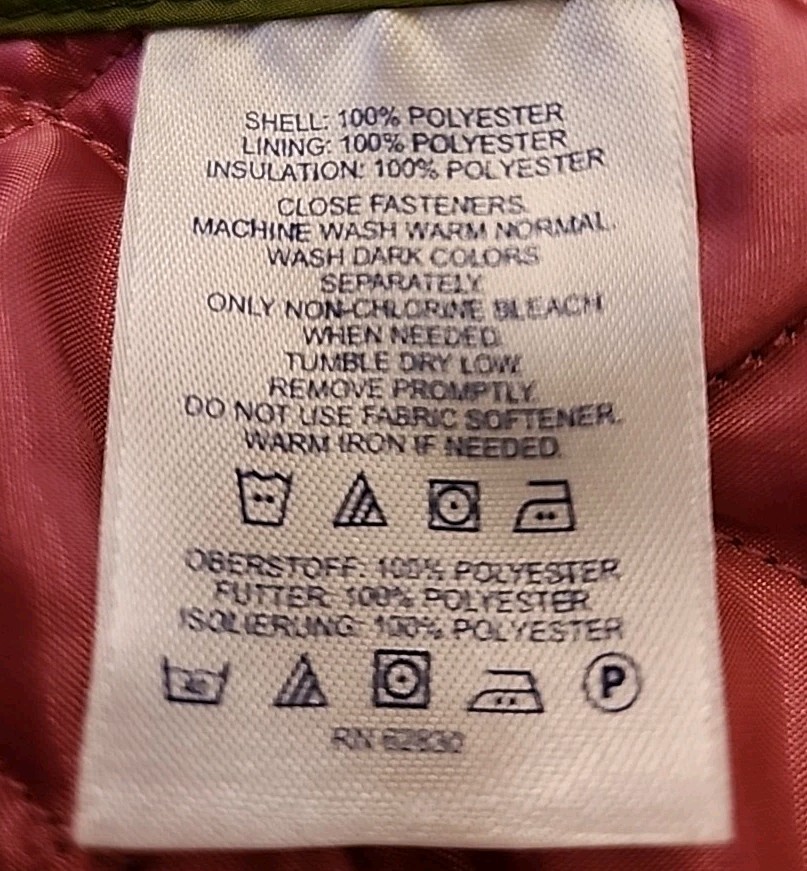 SHELL: 100% POLYESTER
LINING: 100% POLYESTER
INSULATION: 100% POLYESTER
CLOSE FASTENERS.
MACHINE WASH WARM NORMAL.
WASH DARK COLORS
SEPARATELY
ONLY NON-CHLORINE BLEACH
WHEN NEEDED.
TUMBLE DRY LOW.
REMOVE PROMPTLY.
DO NOT USE FABRIC SOFTENER.
WARM IRON IF NEEDED.
OBERSTOFF: 100% POLYESTER
FUTTER: 100% POLYESTER
ISOLIERUNG: 100% POLYESTER
P
RN